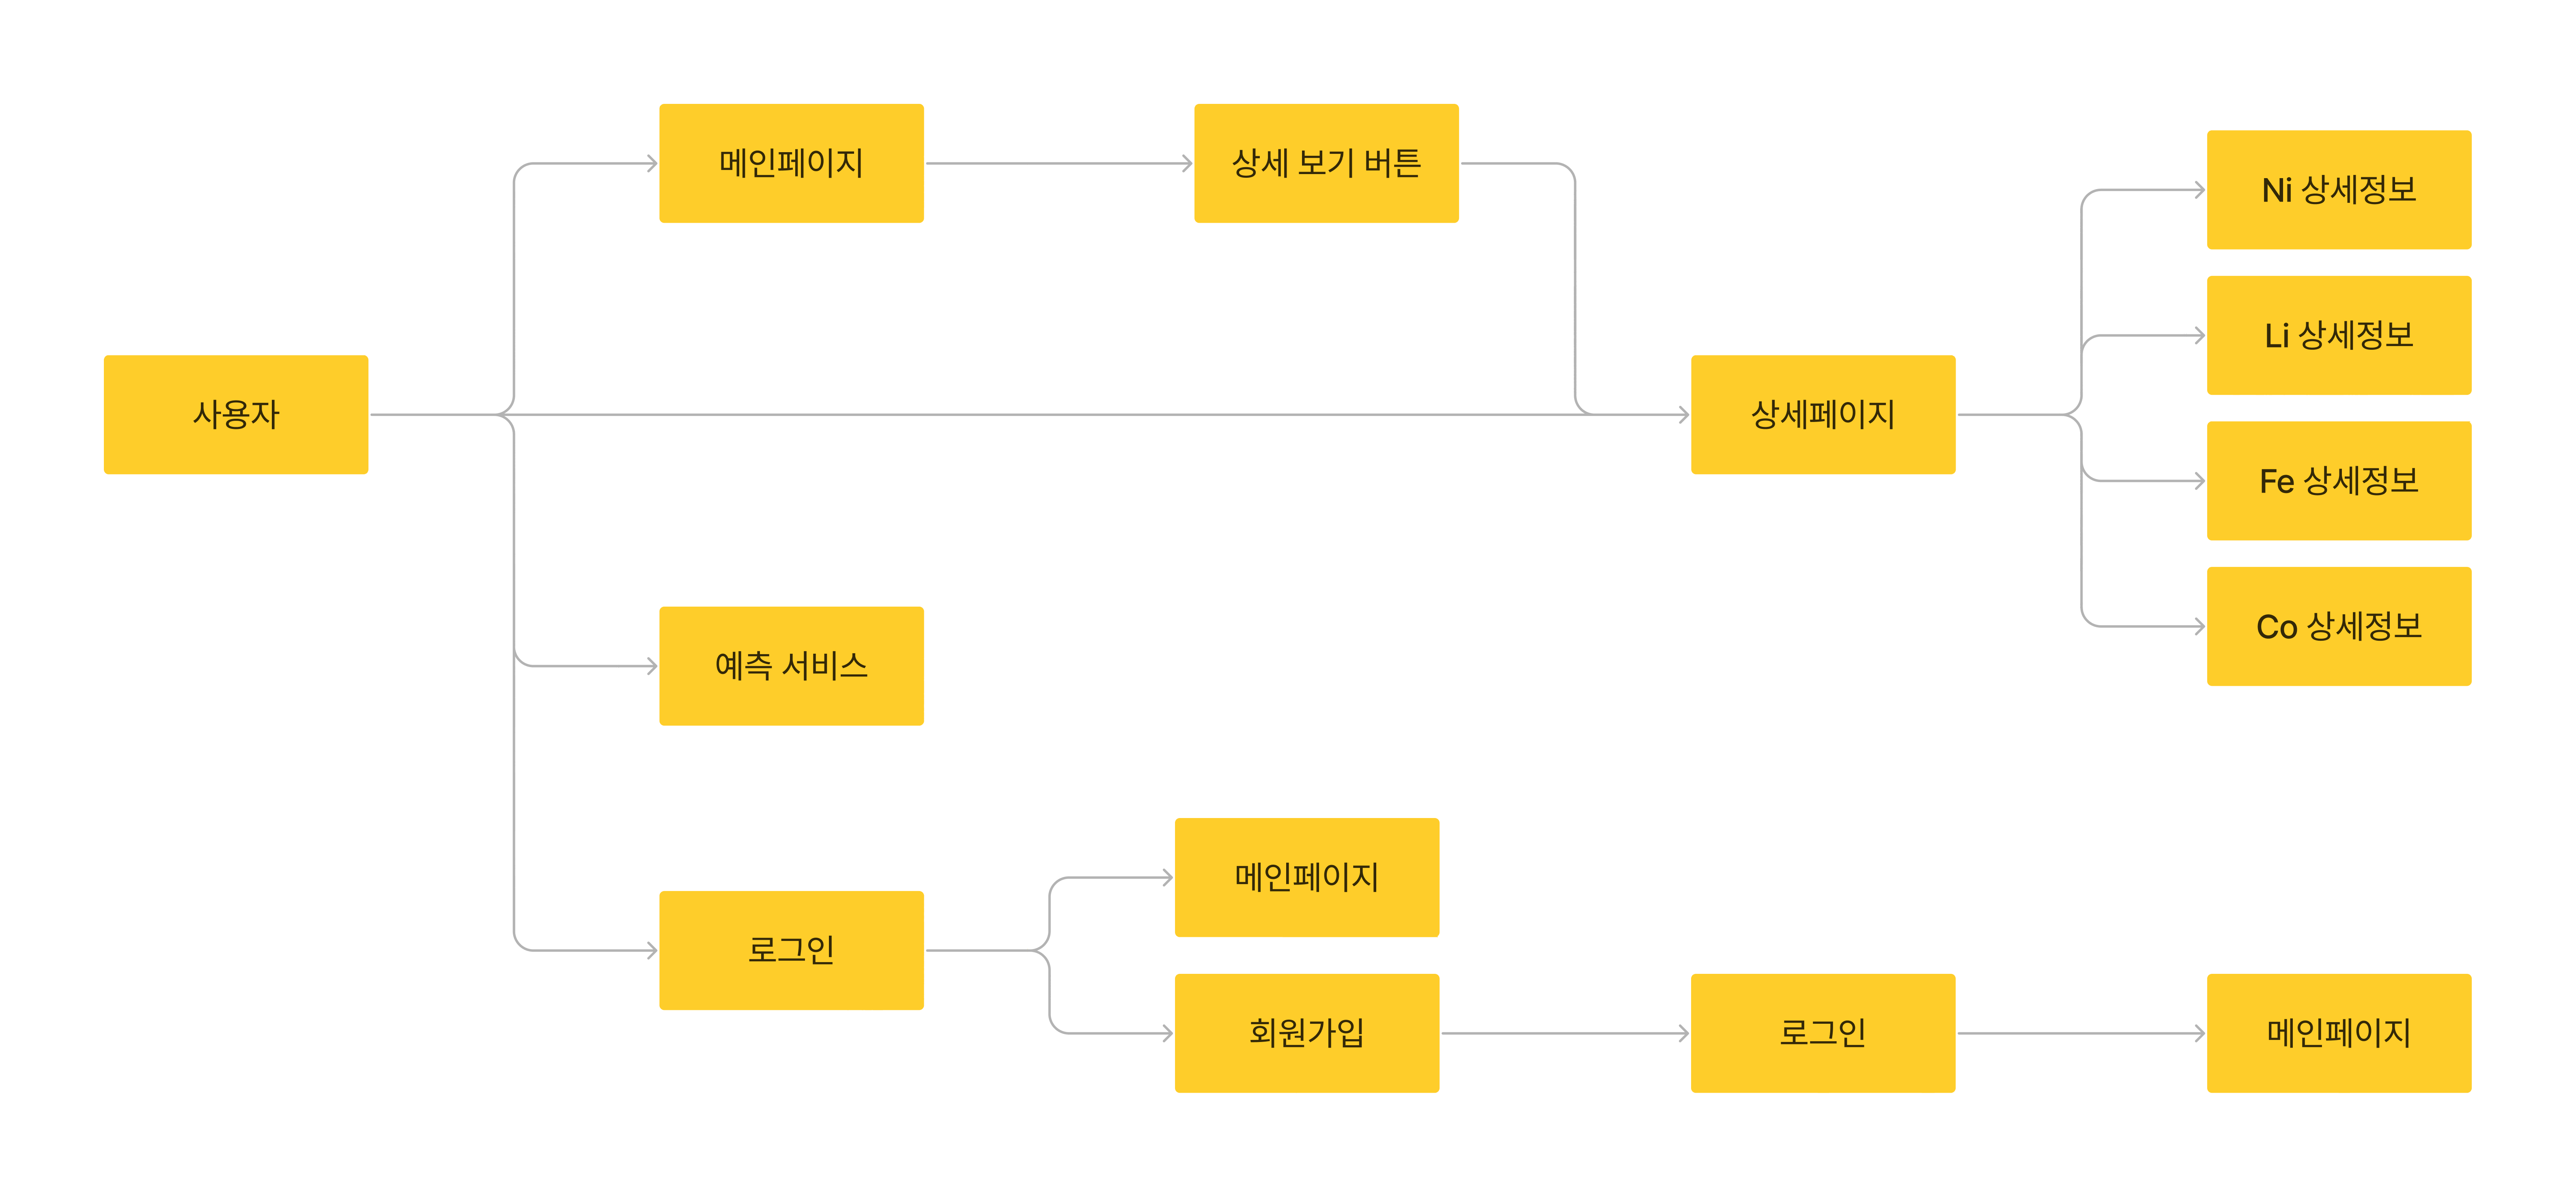 사용자
메인페이지
상세 보기 버튼
상세페이지
Ni 상세정보
Li 상세정보
Fe 상세정보
Co 상세정보
예측 서비스
로그인
메인페이지
회원가입
로그인
메인페이지